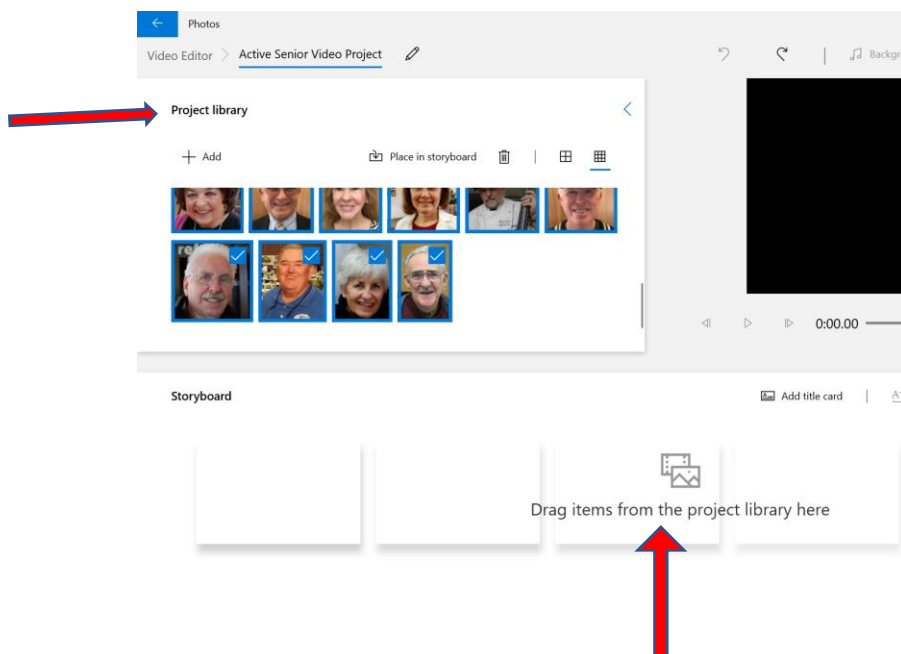 Photos
Video Editor > Active Senior Video Project
Project library
Add
Place in storyboard
0:00.00
Storyboard
Add title card
Drag items from the project library here